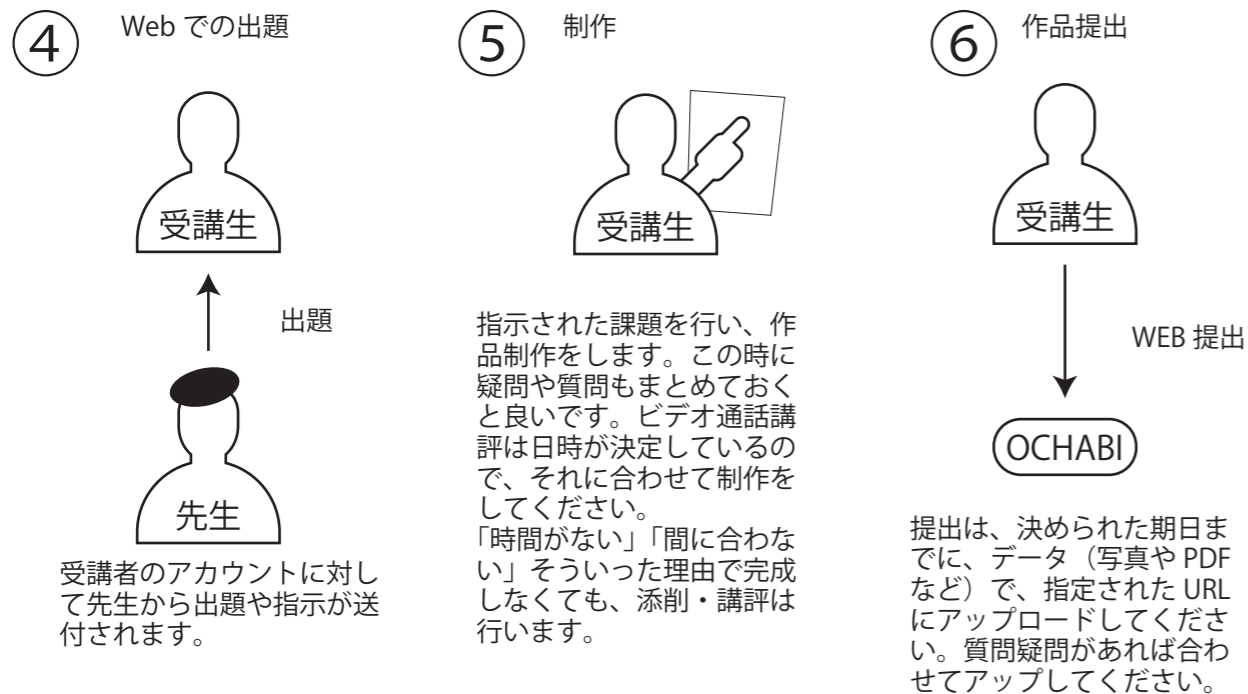 ④ Web での出題
受講生
出題
先生
受講者のアカウントに対し
て先生から出題や指示が送
付されます。
⑤ 制作
受講生
指示された課題を行い、作
品制作をします。この時に
疑問や質問もまとめておく
と良いです。ビデオ通話講
評は日時が決定しているの
で、それに合わせて制作を
してください。
「時間がない」「間に合わな
い」そういった理由で完成
しなくても、添削・講評は
行います。
⑥ 作品提出
受講生
WEB 提出
OCHABI
提出は、決められた期日ま
でに、データ（写真や PDF
など）で、指定された URL
にアップロードしてくださ
い。質問疑問があれば合わ
せてアップしてください。